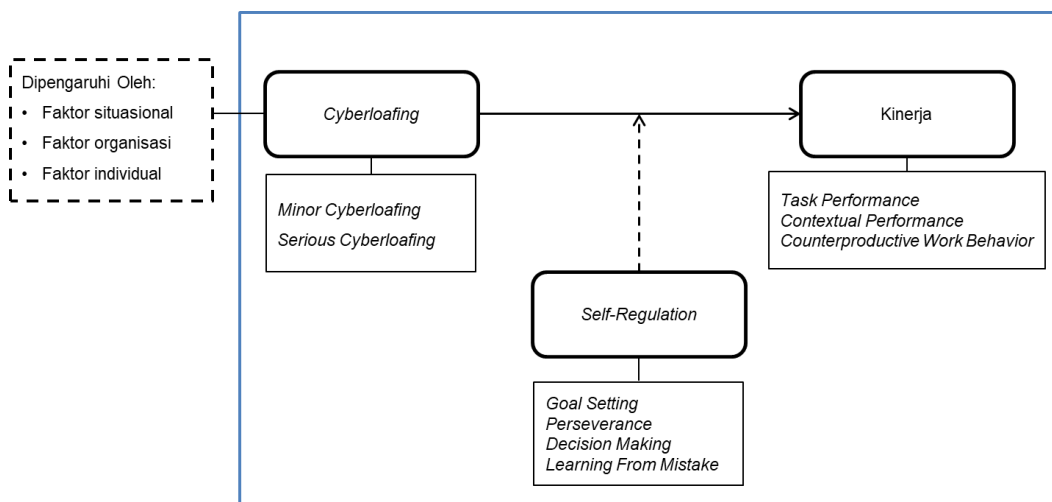 Dipengaruhi Oleh:
• Faktor situasional
• Faktor organisasi
• Faktor individual
Cyberloafing
Kinerja
Minor Cyberloafing
Serious Cyberloafing
Task Performance
Contextual Performance
Counterproductive Work Behavior
Self-Regulation
Goal Setting
Perseverance
Decision Making
Learning From Mistake